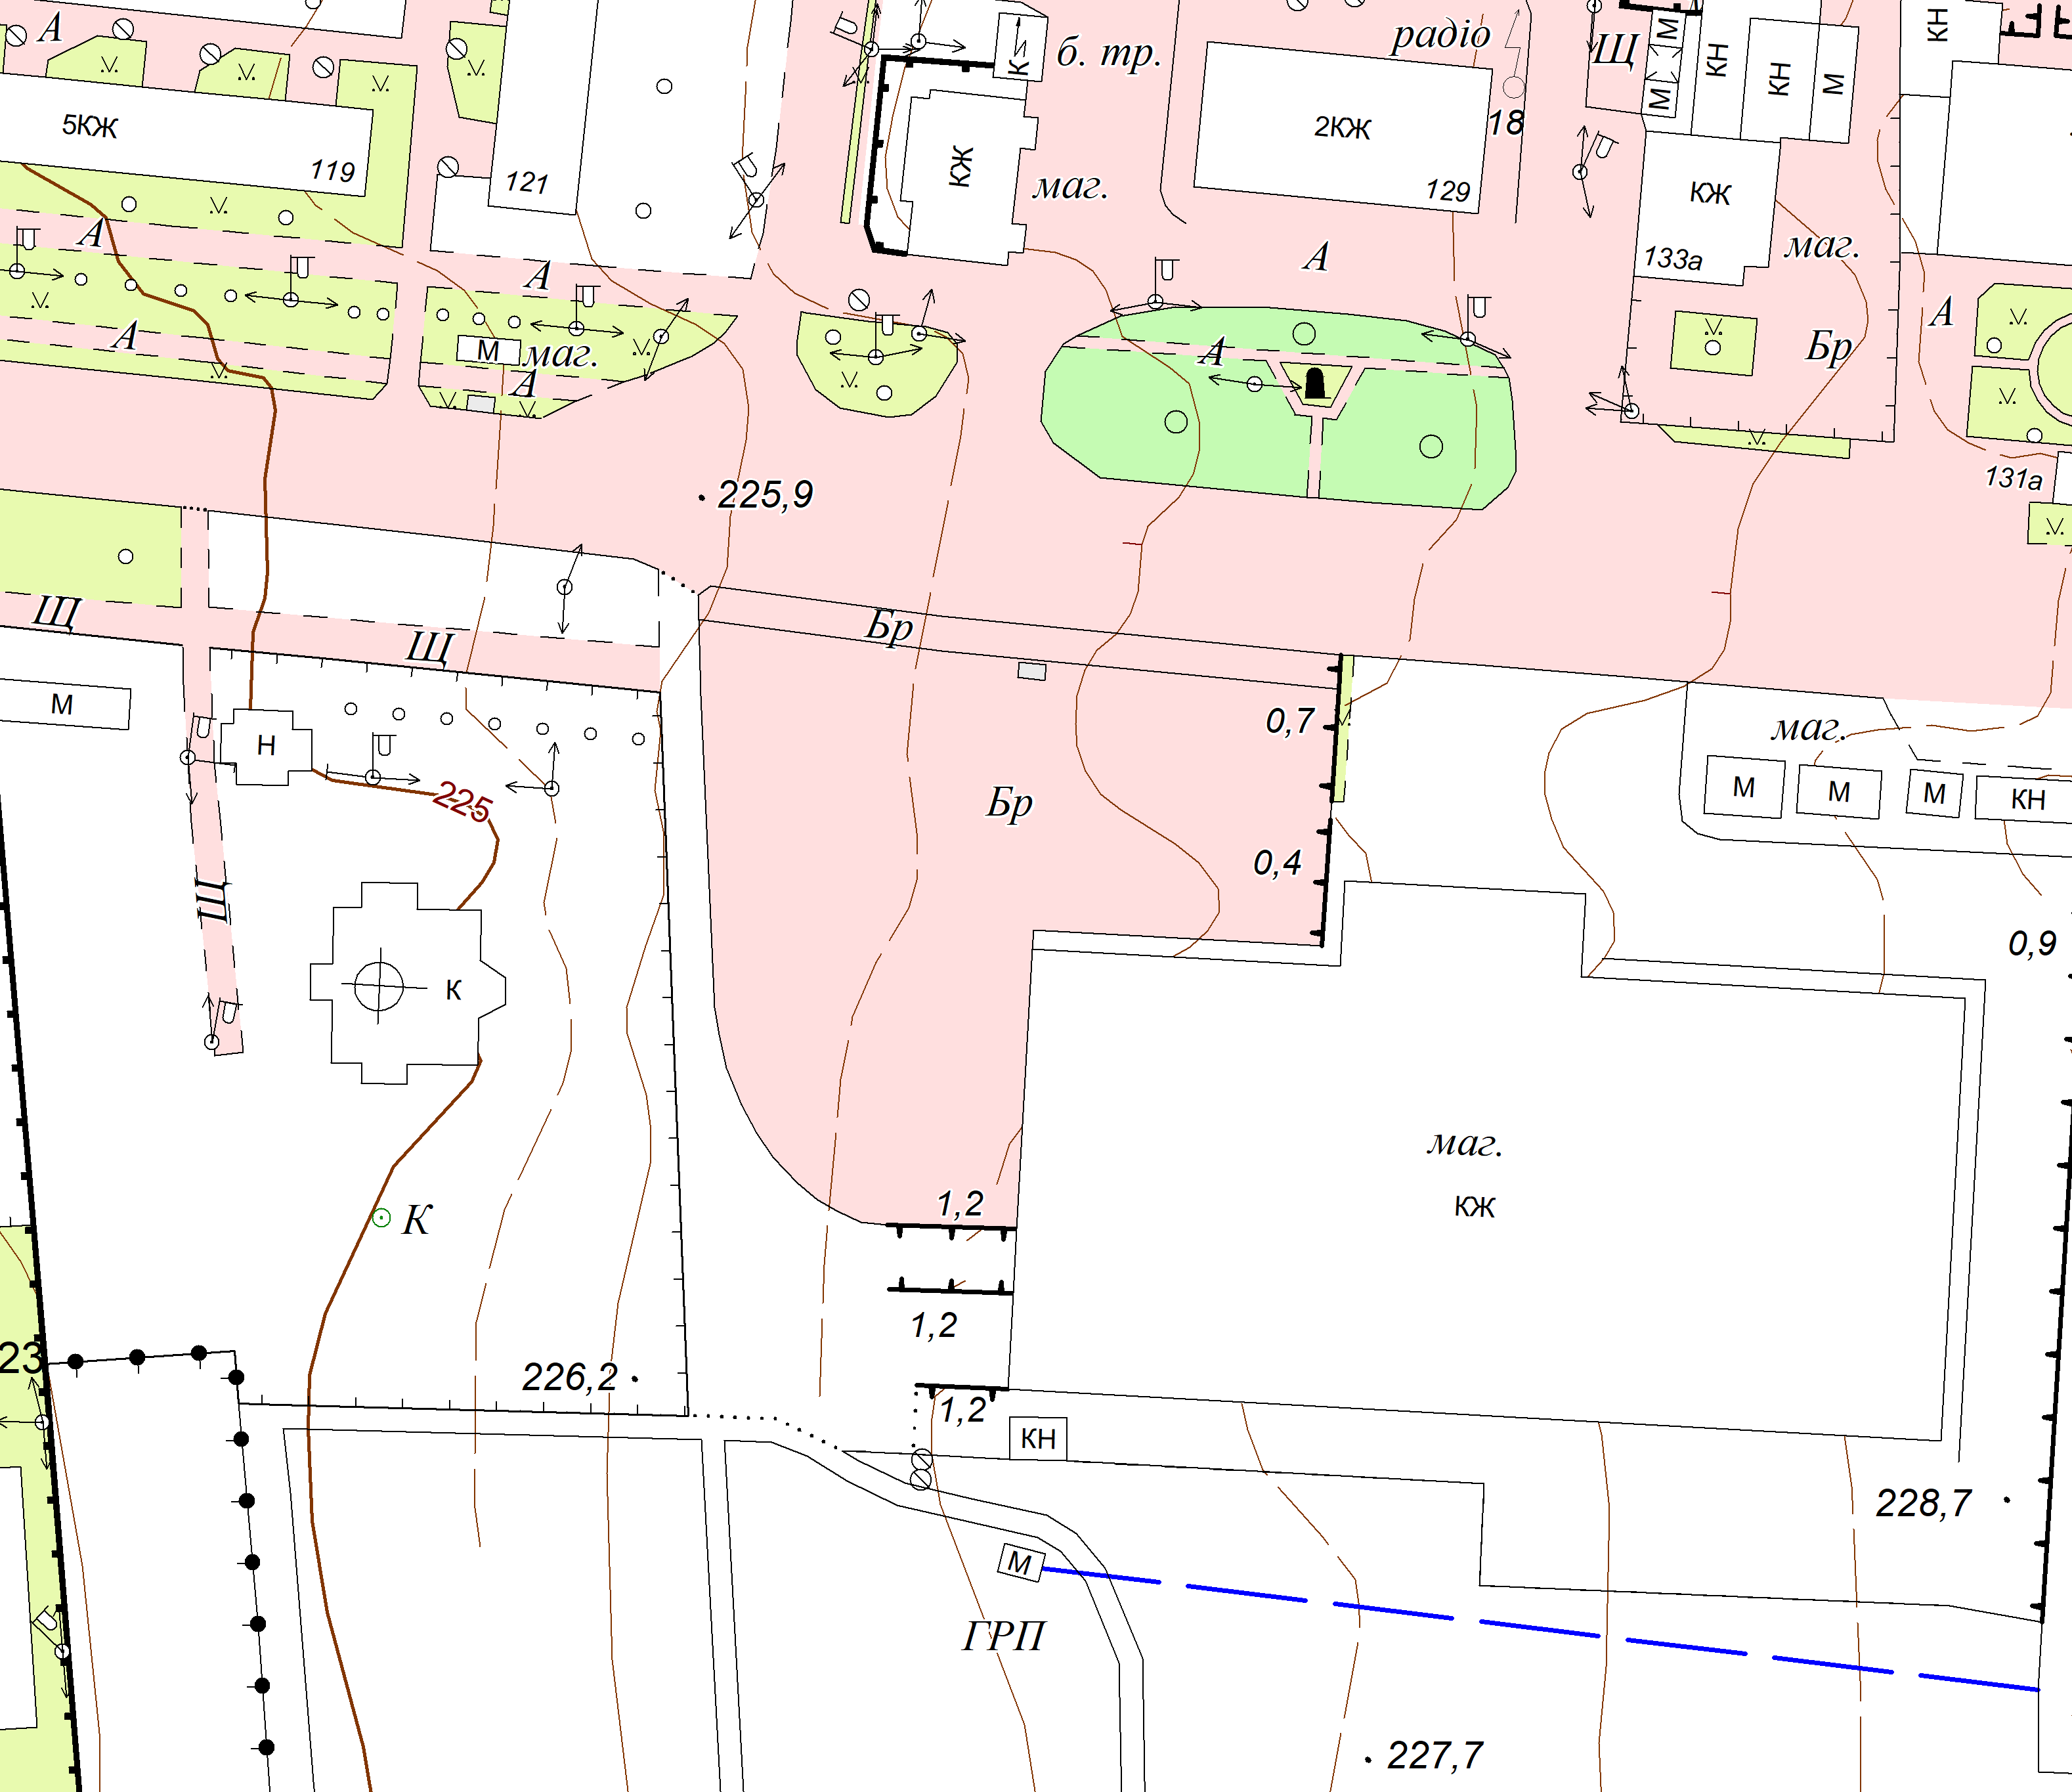 А
5КЖ
119
121
К
б. тр.
КЖ
маг.
радіо
18
2КЖ
129
А
Щ
М
М
КН
КН
М
КН
КЖ
133а
маг.
Бр
А
131а
А
А
А
М
маг.
А
А
225,9
Щ
Щ
Бр
М
Н
225
Щ
К
К
Бр
0,7
0,4
маг.
М
М
М
КН
0,9
маг.
КЖ
1,2
1,2
1,2
226,2
23
КН
М
ГРП
228,7
227,7